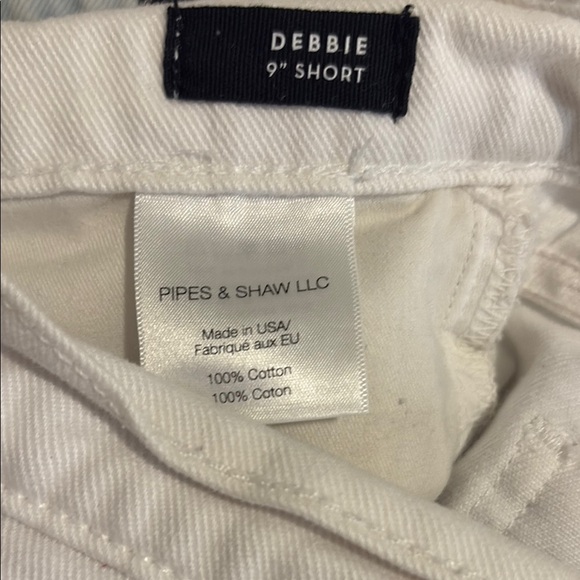 DEBBIE
9" SHORT
PIPES & SHAW LLC
Made in USA/
Fabriqué aux EU
100% Cotton
100% Coton